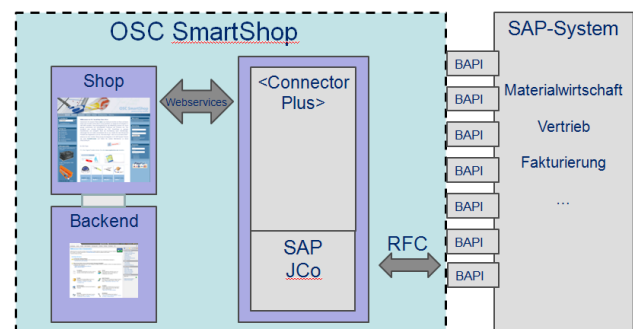 OSC SmartShop
SAP-System
Shop
Webservices
<Connector
Plus>
BAPI
BAPI
BAPI
BAPI
BAPI
BAPI
BAPI
Materialwirtschaft
Vertrieb
Fakturierung
...
Backend
SAP
JCo
RFC